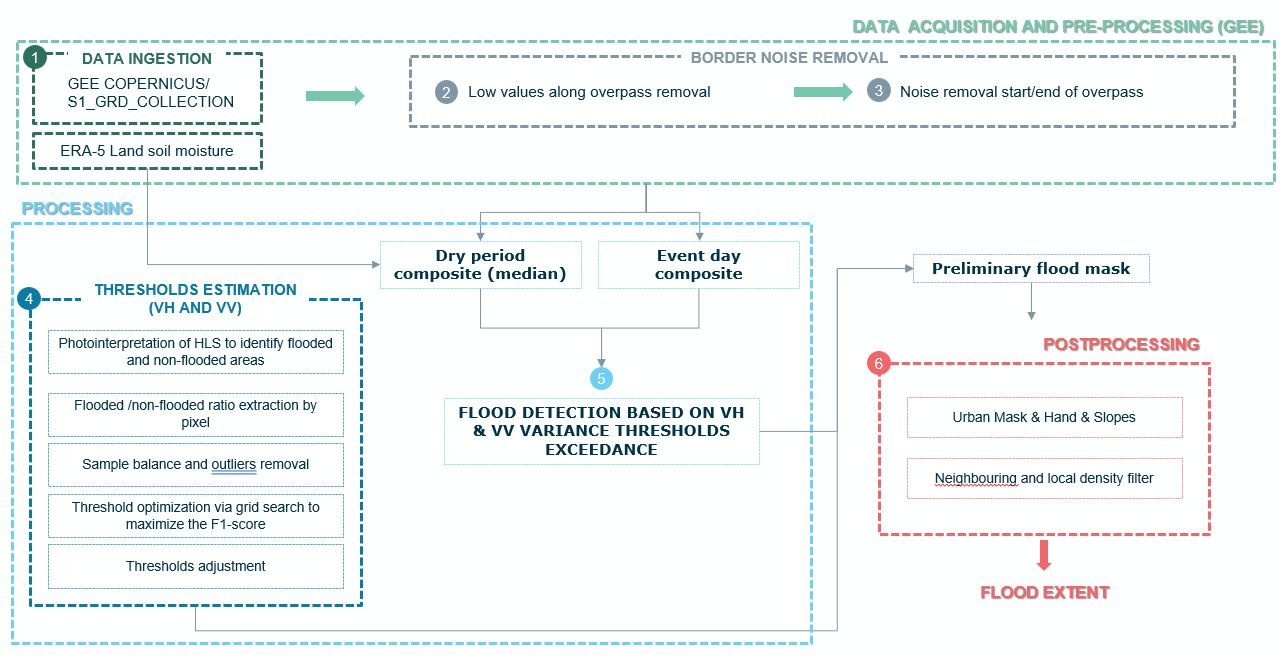 DATA ACQUISITION AND PRE-PROCESSING (GEE)
1
DATA INGESTION
GEE COPERNICUS/
S1_GRD_COLLECTION
ERA-5 Land soil moisture
BORDER NOISE REMOVAL
2
Low values along overpass removal
3
Noise removal start/end of overpass
PROCESSING
Dry period
composite (median)
Event day
composite
4
THRESHOLDS ESTIMATION
(VH AND VV)
Photointerpretation of HLS to identify flooded
and non-flooded areas
Flooded /non-flooded ratio extraction by
pixel
Sample balance and outliers removal
Threshold optimization via grid search to
maximize the F1-score
Thresholds adjustment
5
FLOOD DETECTION BASED ON VH
& VV VARIANCE THRESHOLDS
EXCEEDANCE
Preliminary flood mask
POSTPROCESSING
6
Urban Mask & Hand & Slopes
Neighbouring and local density filter
FLOOD EXTENT